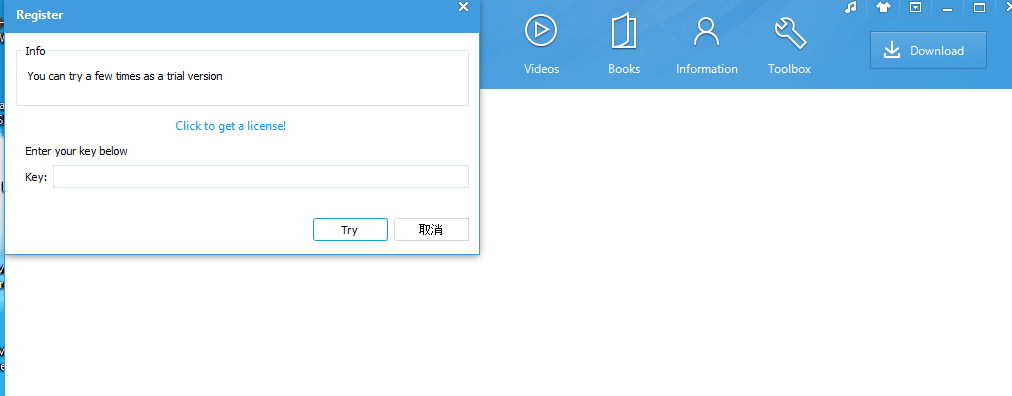 Register
Info
You can try a few times as a trial version
Click to get a license!
Enter your key below
Key:
Try
取消
Videos
Books
Information
Toolbox
Download